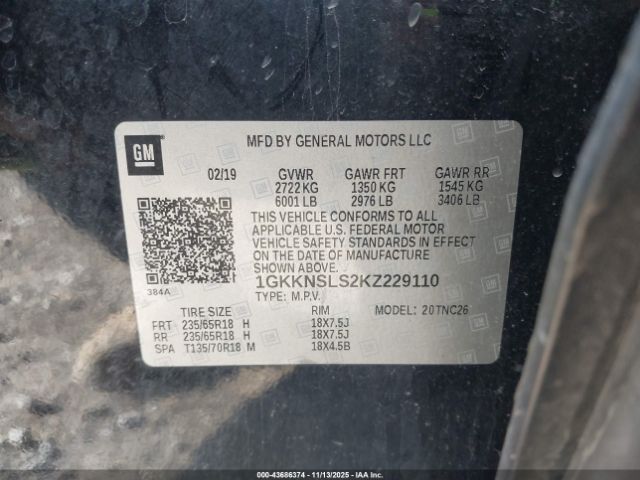 GM
MFD BY GENERAL MOTORS LLC
02/19 GVWR GAWR FRT GAWR RR
2722 KG 1350 KG 1545 KG
6001 LB 2976 LB 3406 LB
THIS VEHICLE CONFORMS TO ALL
APPLICABLE U.S. FEDERAL MOTOR
VEHICLE SAFETY STANDARDS IN EFFECT
ON THE DATE OF MANUFACTURE
SHOWN ABOVE.
384A
1GKKNSLS2KZ229110
TYPE: M.P.V. MODEL: 20TNC26
TIRE SIZE RIM
FRT 235/65R18 H 18X7.5J
RR 235/65R18 H 18X7.5J
SPA T135/70R18 M 18X4.5B
000-43686374 | 11/13/2025 | IAAI.COM